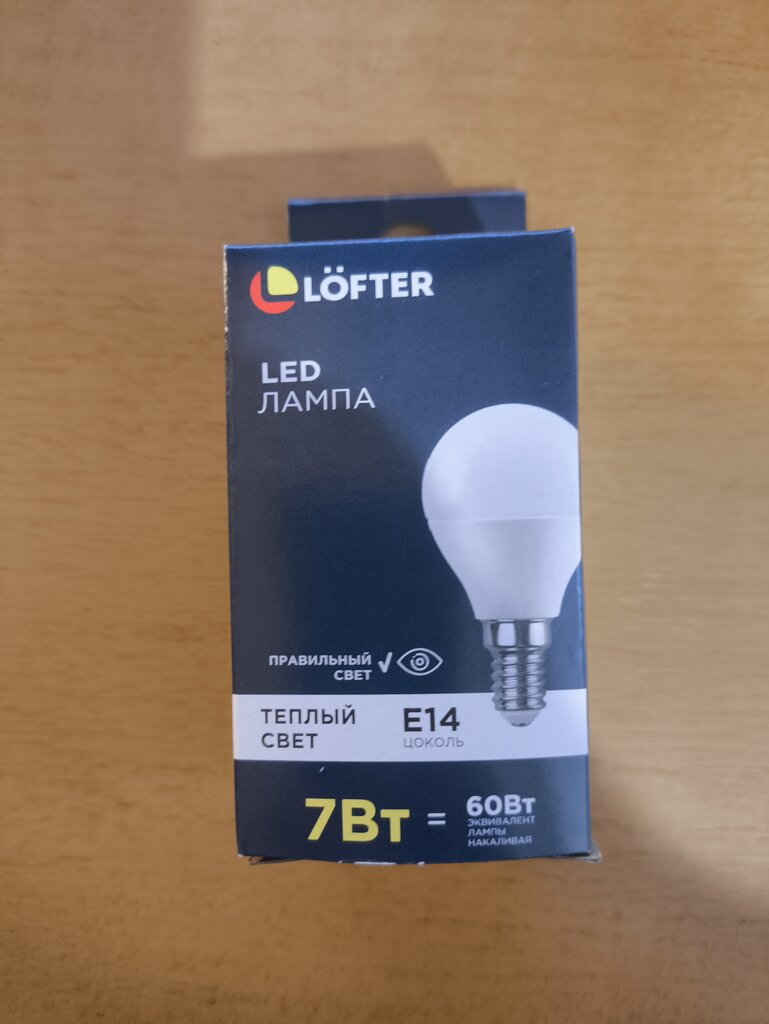 LÖFTER
LED
ЛАМПА
ПРАВИЛЬНЫЙ
СВЕТ
ТЕПЛЫЙ
СВЕТ
E14
ЦОКОЛЬ
7Вт = 60Вт
ЭКВИВАЛЕНТ
ЛАМПЫ
НАКАЛИВАЯ